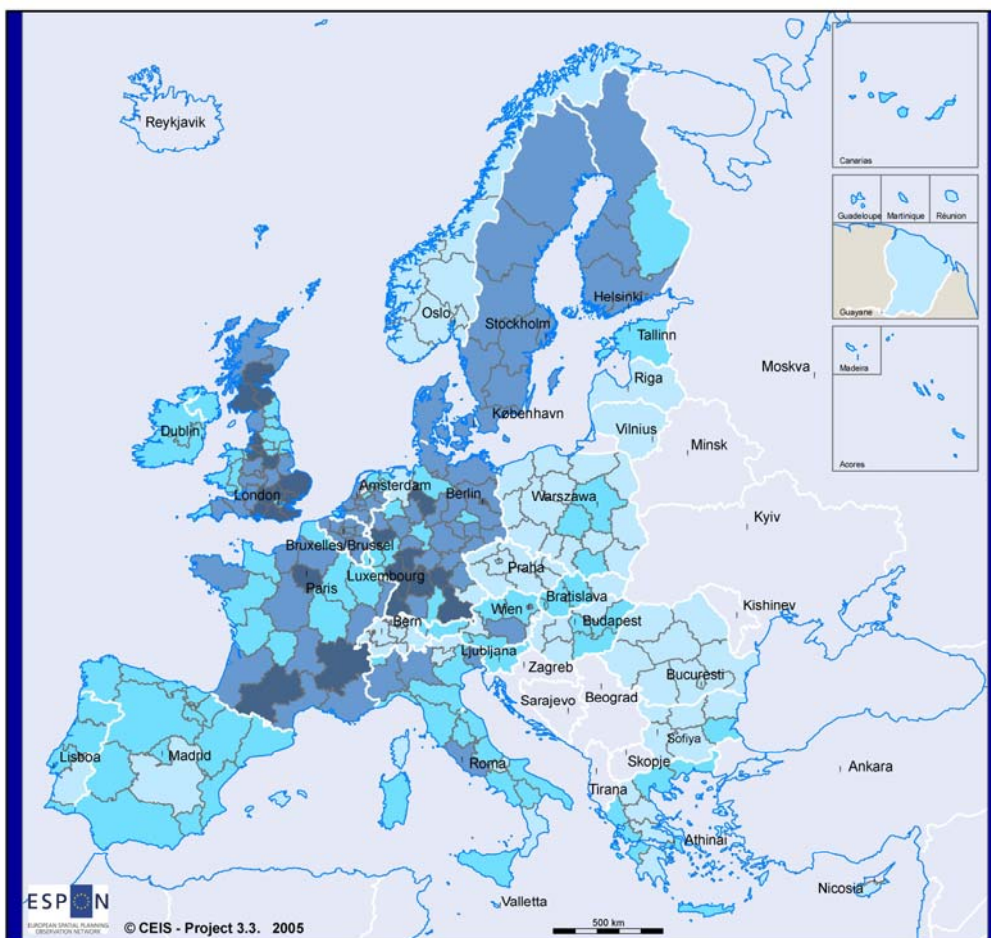 Reykjavik
Canarias
Guadeloupe
Martinique
Réunion
Guayane
Madeira
Acores
Oslo
Helsinki
Stockholm
Tallinn
Riga
Moskva
Dublin
København
Vilnius
Minsk
London
Amsterdam
Berlin
Warszawa
Kyiv
Bruxelles/Brussel
Paris
Luxembourg
Praha
Kishinev
Wien
Bratislava
Budapest
Bern
Ljubljana
Zagreb
Bucuresti
Sarajevo
Beograd
Lisboa
Madrid
Roma
Sofiya
Skopje
Ankara
Tirana
Athinai
Nicosia
Valletta
ESPON
EUROPEAN SPATIAL PLANNING
OBSERVATION NETWORK
© CEIS - Project 3.3. 2005
500 km